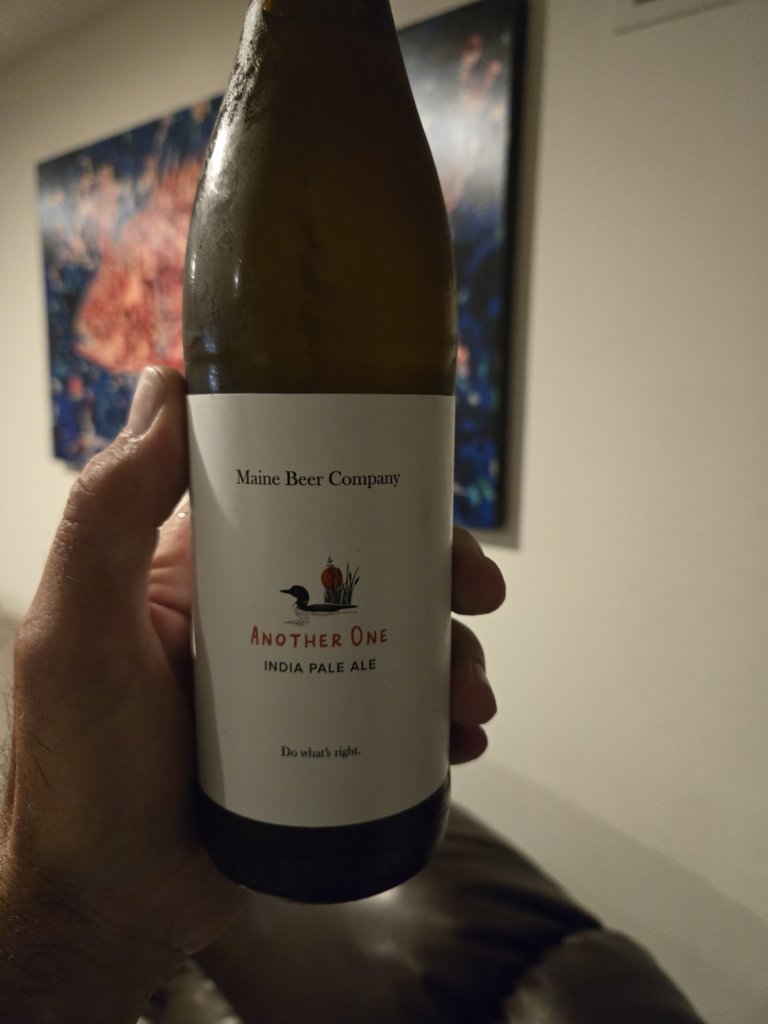 Maine Beer Company
ANOTHER ONE
INDIA PALE ALE
Do what's right.